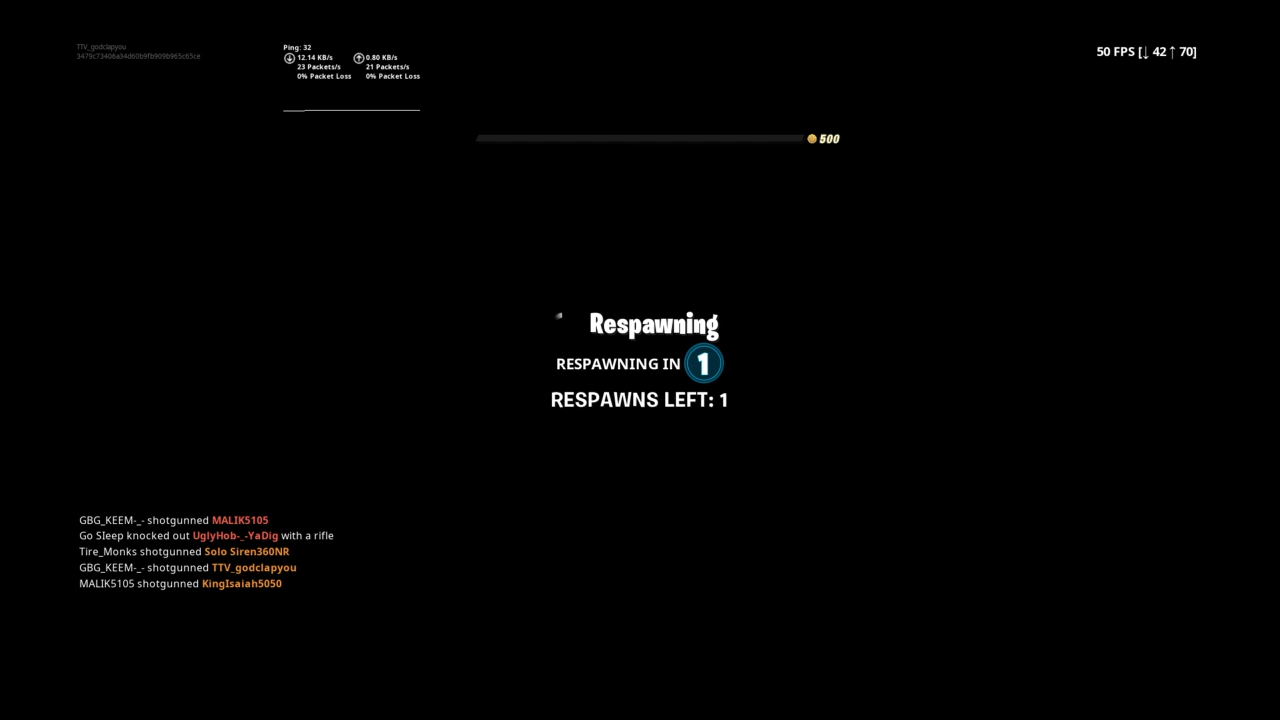 TTV_godclapyou
3479c73406a34d60b9fb909b965c65ce
Ping: 32
12.14 KB/s 0.80 KB/s
23 Packets/s 21 Packets/s
0% Packet Loss 0% Packet Loss
50 FPS [↓ 42 ↑ 70]
500
Respawning
RESPAWNING IN 1
RESPAWNS LEFT: 1
GBG_KEEM-_- shotgunned MALIK5105
Go Sleep knocked out UglyHob-_-YaDig with a rifle
Tire_Monks shotgunned Solo Siren360NR
GBG_KEEM-_- shotgunned TTV_godclapyou
MALIK5105 shotgunned KingIsaiah5050